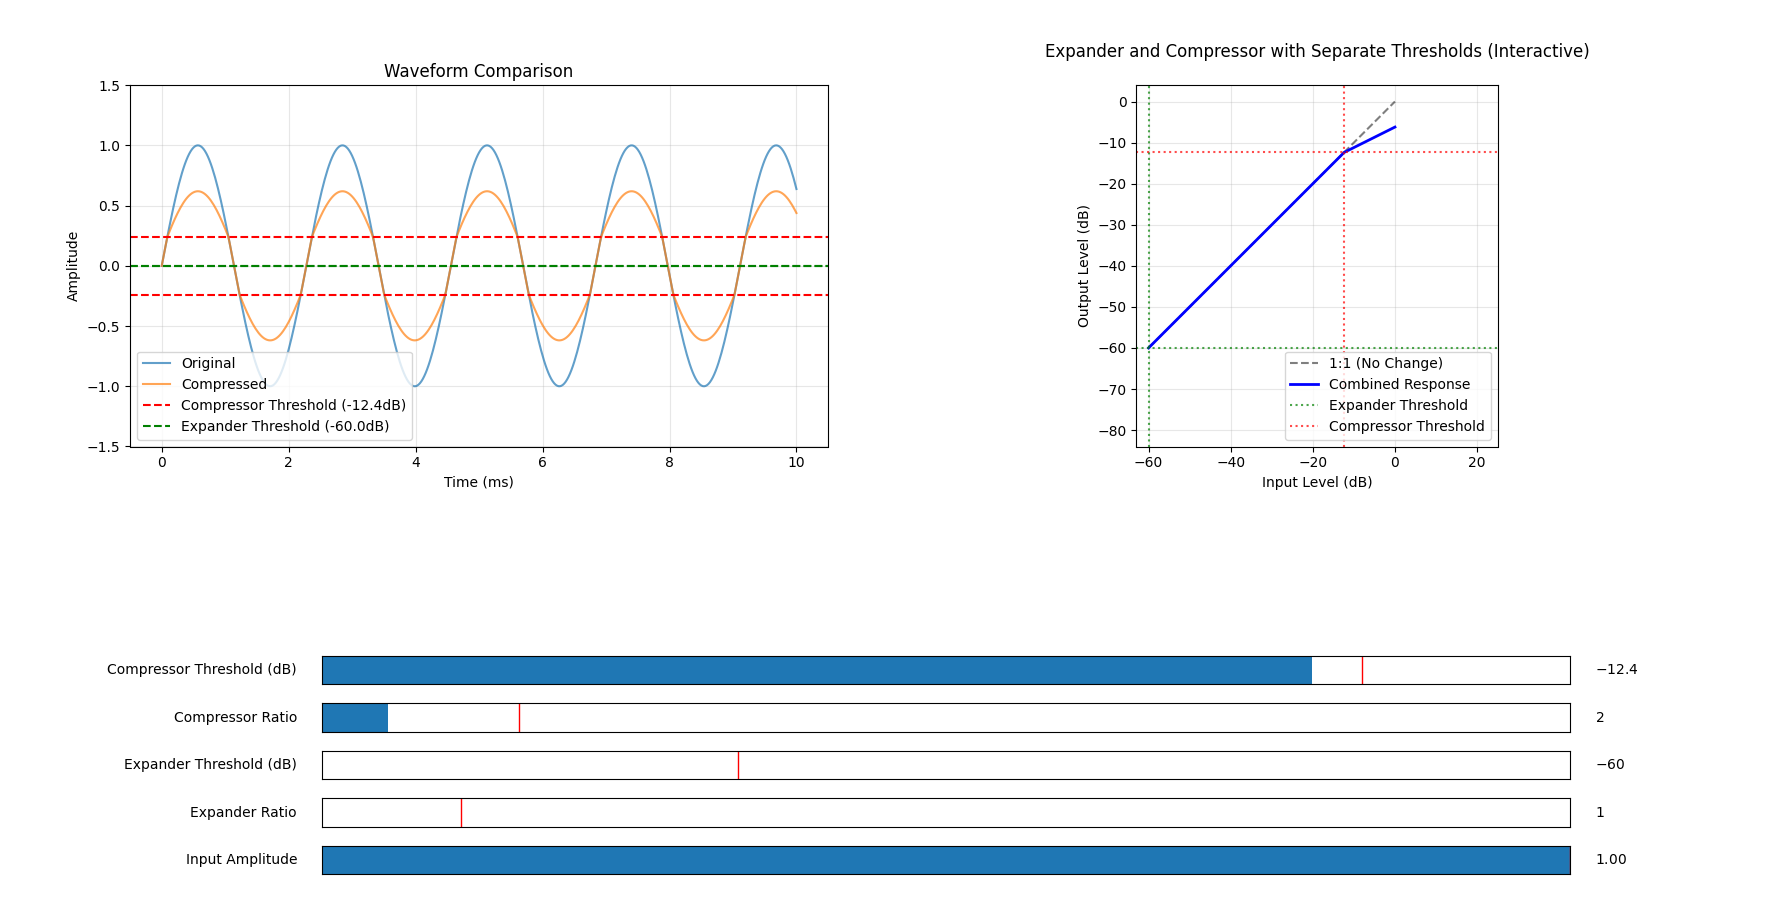 Waveform Comparison
1.5
1.0
0.5
0.0
−0.5
−1.0
−1.5
Amplitude
Original
Compressed
Compressor Threshold (-12.4dB)
Expander Threshold (-60.0dB)
0 2 4 6 8 10
Time (ms)
Expander and Compressor with Separate Thresholds (Interactive)
0
−10
−20
−30
−40
−50
−60
−70
−80
Output Level (dB)
1:1 (No Change)
Combined Response
Expander Threshold
Compressor Threshold
−60 −40 −20 0 20
Input Level (dB)
Compressor Threshold (dB) −12.4
Compressor Ratio 2
Expander Threshold (dB) −60
Expander Ratio 1
Input Amplitude 1.00